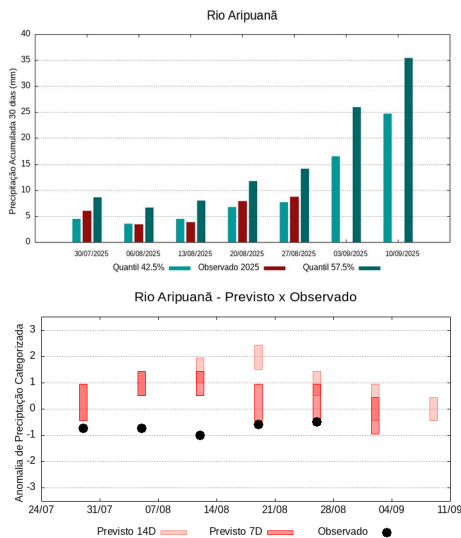 Rio Aripuanã
Precipitação Acumulada 30 dias (mm)
40
35
30
25
20
15
10
5
0
30/07/2025 06/08/2025 13/08/2025 20/08/2025 27/08/2025 03/09/2025 10/09/2025
Quantil 42.5% Observado 2025 Quantil 57.5%
Rio Aripuanã - Previsto x Observado
Anomalia de Precipitação Categorizada
3
2
1
0
-1
-2
-3
24/07 31/07 07/08 14/08 21/08 28/08 04/09 11/09
Previsto 14D Previsto 7D Observado